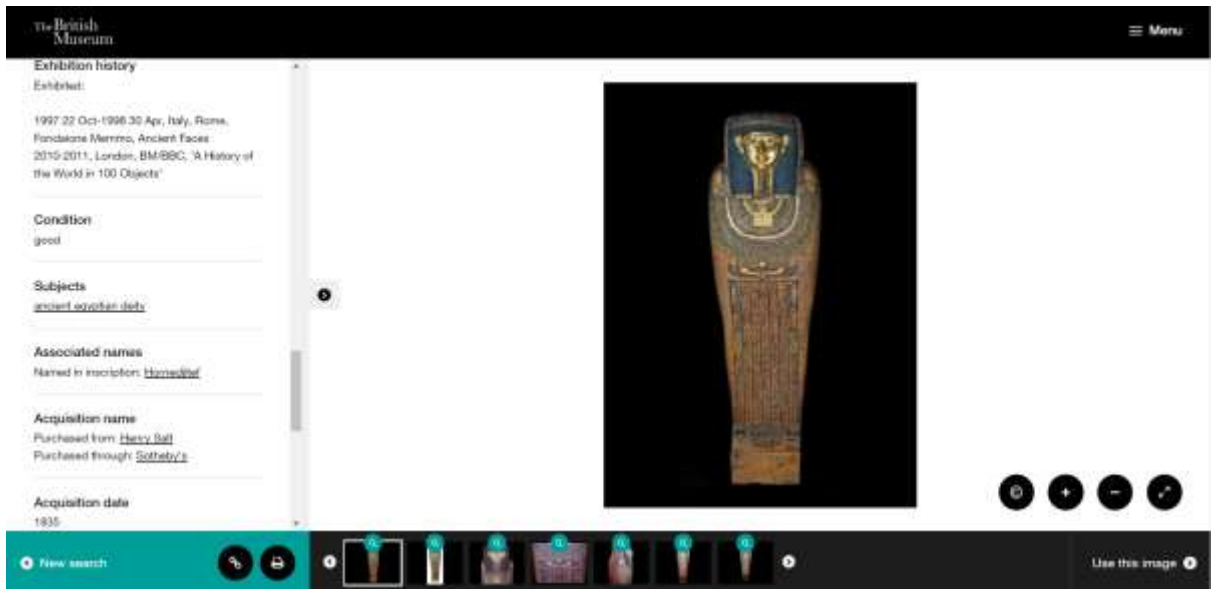 The British
Museum
Menu
Exhibition history
Exhibited:
1997 22 Oct-1998 30 Apr, Italy, Rome,
Fondazione Memmo, Ancient Faces
2010-2011, London, BM/BBC, 'A History of
the World in 100 Objects'
Condition
good
Subjects
ancient egyptian deity
Associated names
Named in inscription: Hornedjitef
Acquisition name
Purchased from: Henry Salt
Purchased through: Sotheby's
Acquisition date
1835
New search
Use this image